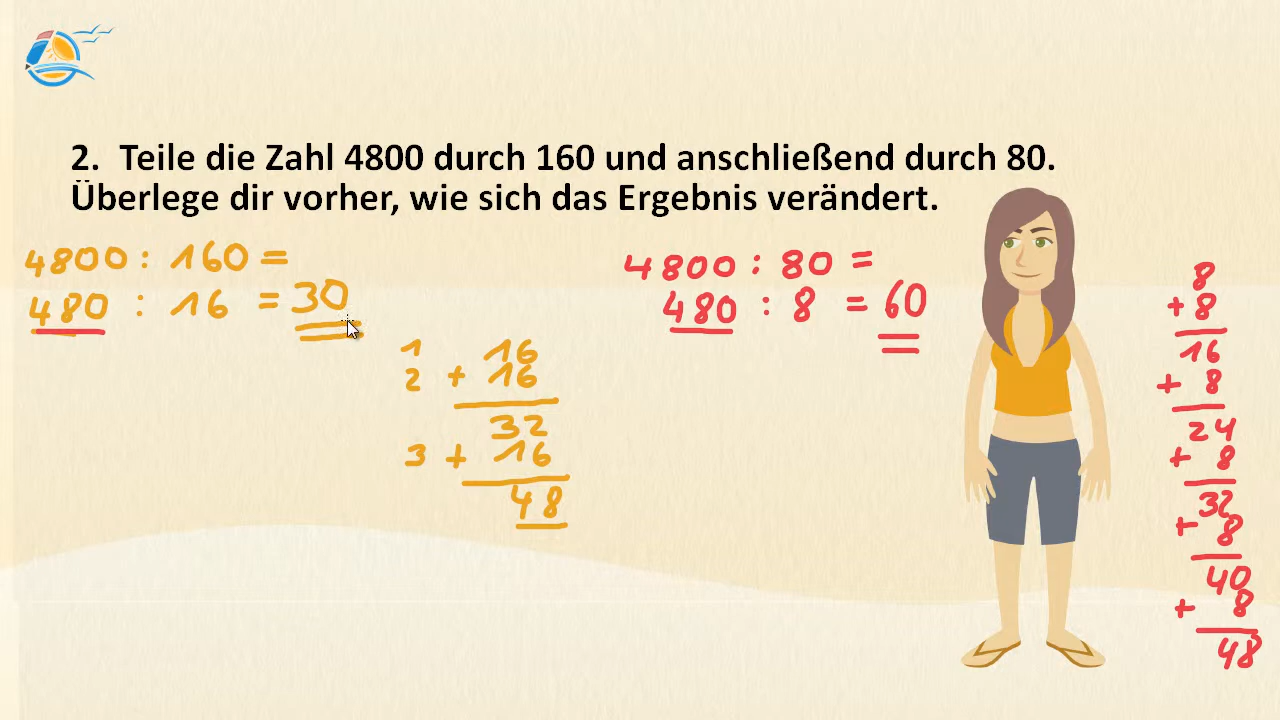 2. Teile die Zahl 4800 durch 160 und anschließend durch 80.
Überlege dir vorher, wie sich das Ergebnis verändert.
4800 : 160 =
480 : 16 = 30
1 16
2 + 16
32
3 + 16
48
4800 : 80 =
480 : 8 = 60
8
+ 8
16
+ 8
24
+ 8
32
+ 8
40
+ 8
48